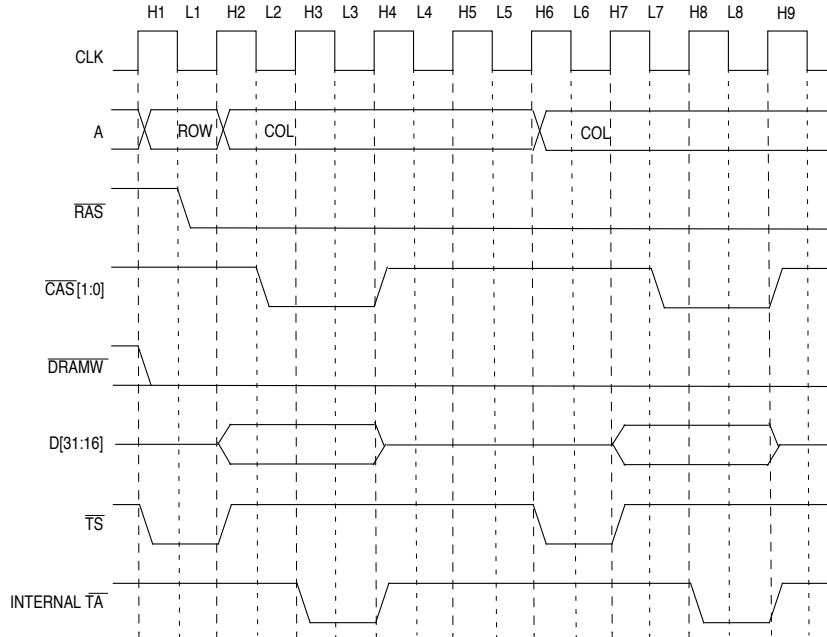 H1 L1 H2 L2 H3 L3 H4 L4 H5 L5 H6 L6 H7 L7 H8 L8 H9
CLK
A ROW COL COL
RAS
CAS [1:0]
DRAMW
D[31:16]
TS
INTERNAL TA